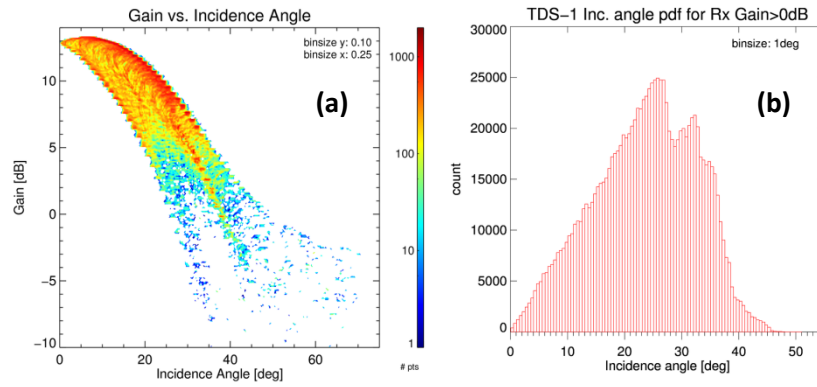 Gain vs. Incidence Angle
binsize y: 0.10
binsize x: 0.25
(a)
Gain [dB]
10
5
0
−5
−10
0 20 40 60
Incidence Angle [deg]
1000
100
10
1
# pts
TDS-1 Inc. angle pdf for Rx Gain>0dB
binsize: 1deg
(b)
count
30000
25000
20000
15000
10000
5000
0
0 10 20 30 40 50
Incidence angle [deg]